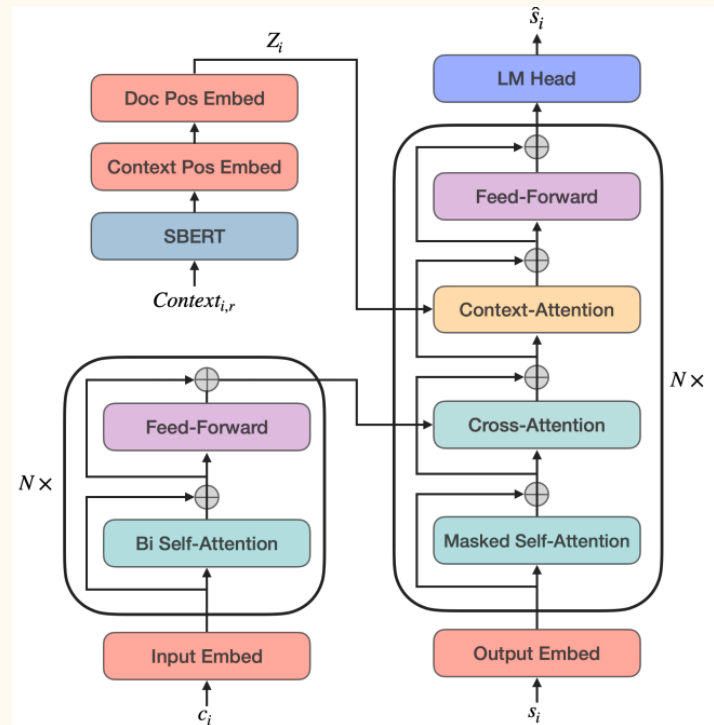 Z_i
Doc Pos Embed
Context Pos Embed
SBERT
Context_{i,r}
N ×
Feed-Forward
Bi Self-Attention
Input Embed
c_i
ŝ_i
LM Head
Feed-Forward
Context-Attention
N ×
Cross-Attention
Masked Self-Attention
Output Embed
s_i